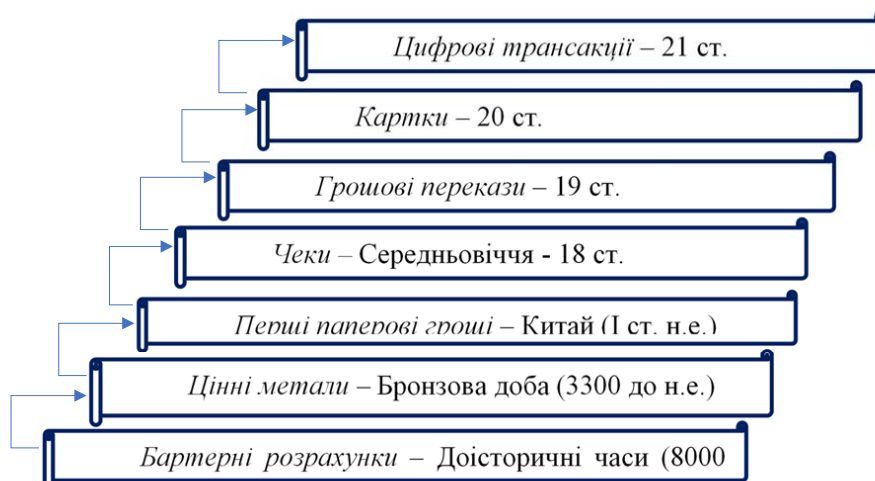 Цифрові трансакції – 21 ст.
Картки – 20 ст.
Грошові перекази – 19 ст.
Чеки – Середньовіччя - 18 ст.
Перші паперові гроші – Китай (І ст. н.е.)
Цінні метали – Бронзова доба (3300 до н.е.)
Бартерні розрахунки – Доісторичні часи (8000